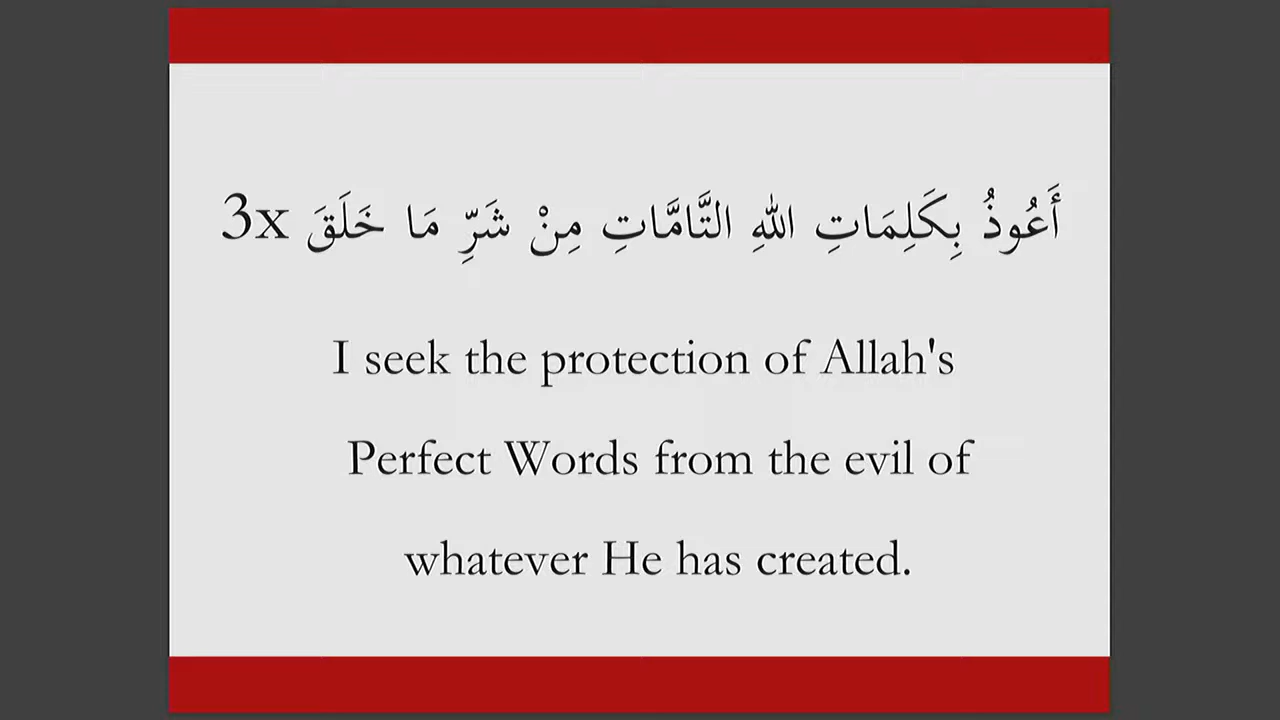 أَعُوذُ بِكَلِمَاتِ اللهِ التَّامَّاتِ مِنْ شَرِّ مَا خَلَقَ 3x
I seek the protection of Allah's
Perfect Words from the evil of
whatever He has created.